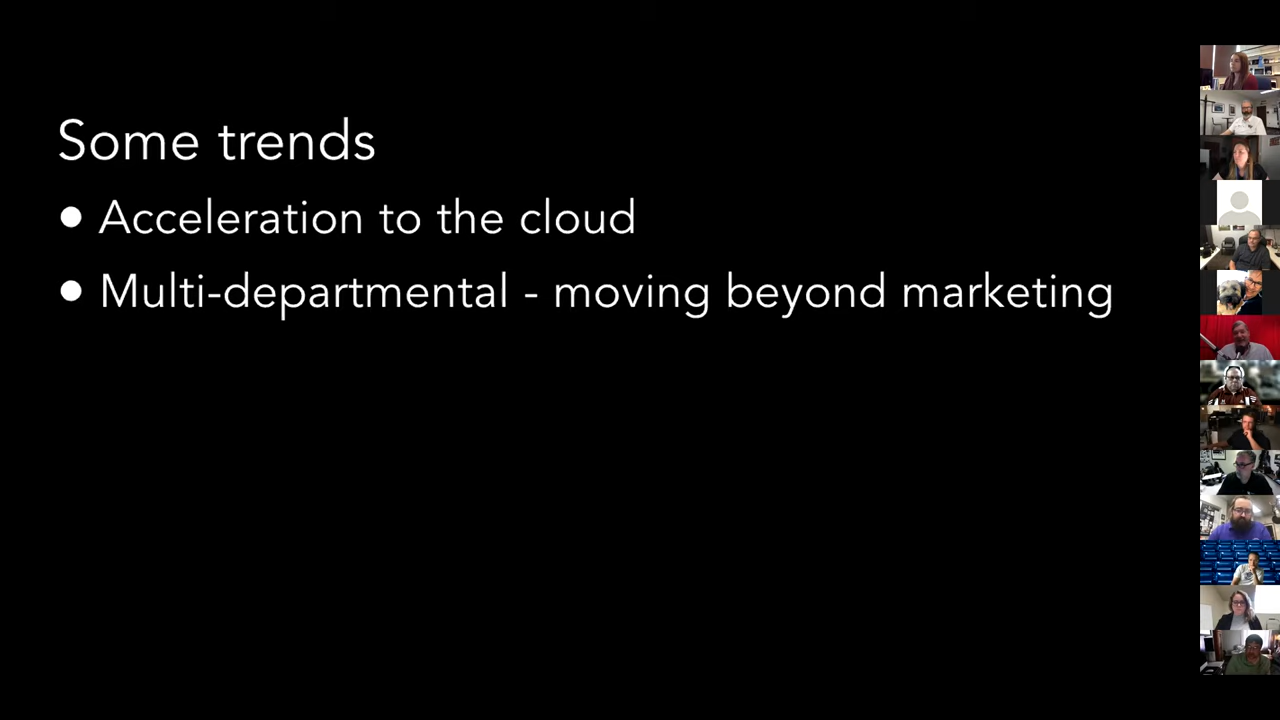 Some trends
• Acceleration to the cloud
• Multi-departmental - moving beyond marketing